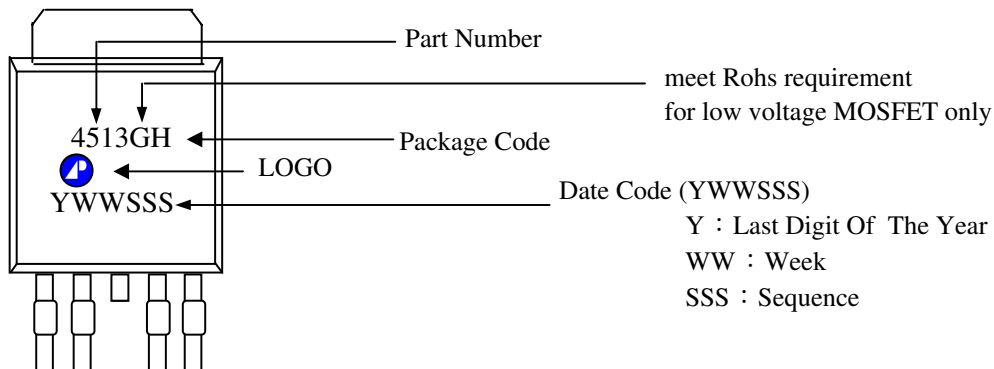 Part Number
meet Rohs requirement
for low voltage MOSFET only
4513GH
Package Code
LOGO
YWWSSS
Date Code (YWWSSS)
Y：Last Digit Of The Year
WW：Week
SSS：Sequence